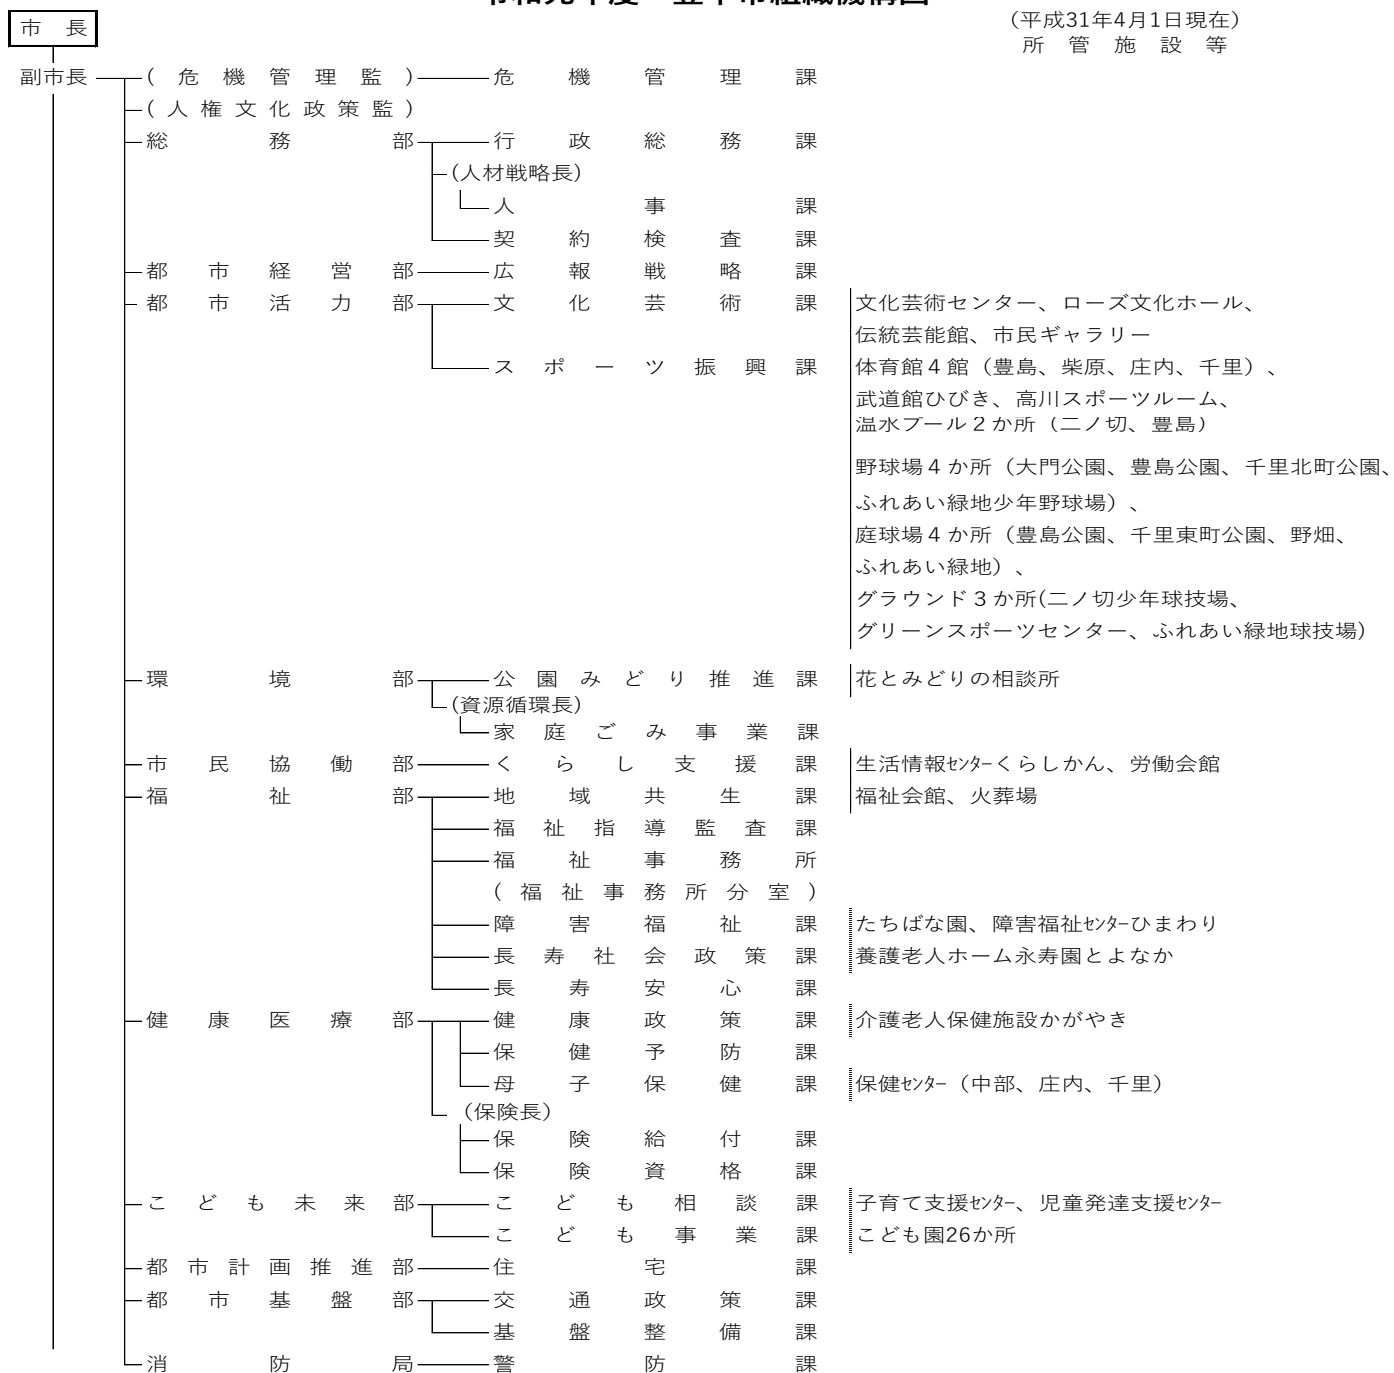 令和元年度 豊中市組織機構図
市長
(平成31年4月1日現在)
所管施設等
副市長 (危機管理監) 危機管理課
(人権文化政策監)
総務部 行政総務課
(人材戦略長)
人事課
契約検査課
都市経営部 広報戦略課
都市活力部 文化芸術課 文化芸術センター、ローズ文化ホール、
伝統芸能館、市民ギャラリー
スポーツ振興課 体育館4館（豊島、柴原、庄内、千里）、
武道館ひびき、高川スポーツルーム、
温水プール２か所（二ノ切、豊島）
野球場４か所（大門公園、豊島公園、千里北町公園、
ふれあい緑地少年野球場）、
庭球場４か所（豊島公園、千里東町公園、野畑、
ふれあい緑地）、
グラウンド３か所(二ノ切少年球技場、
グリーンスポーツセンター、ふれあい緑地球技場)
環境部 公園みどり推進課 花とみどりの相談所
(資源循環長)
家庭ごみ事業課
市民協働部 くらし支援課 生活情報ｾﾝﾀｰくらしかん、労働会館
福祉部 地域共生課 福祉会館、火葬場
福祉指導監査課
福祉事務所
(福祉事務所分室)
障害福祉課 たちばな園、障害福祉ｾﾝﾀｰひまわり
長寿社会政策課 養護老人ホーム永寿園とよなか
長寿安心課
健康医療部 健康政策課 介護老人保健施設かがやき
保健予防課
母子保健課 保健ｾﾝﾀｰ（中部、庄内、千里）
(保険長)
保険給付課
保険資格課
こども未来部 こども相談課 子育て支援ｾﾝﾀｰ、児童発達支援ｾﾝﾀｰ
こども事業課 こども園26か所
都市計画推進部 住宅課
都市基盤部 交通政策課
基盤整備課
消防局 警防課